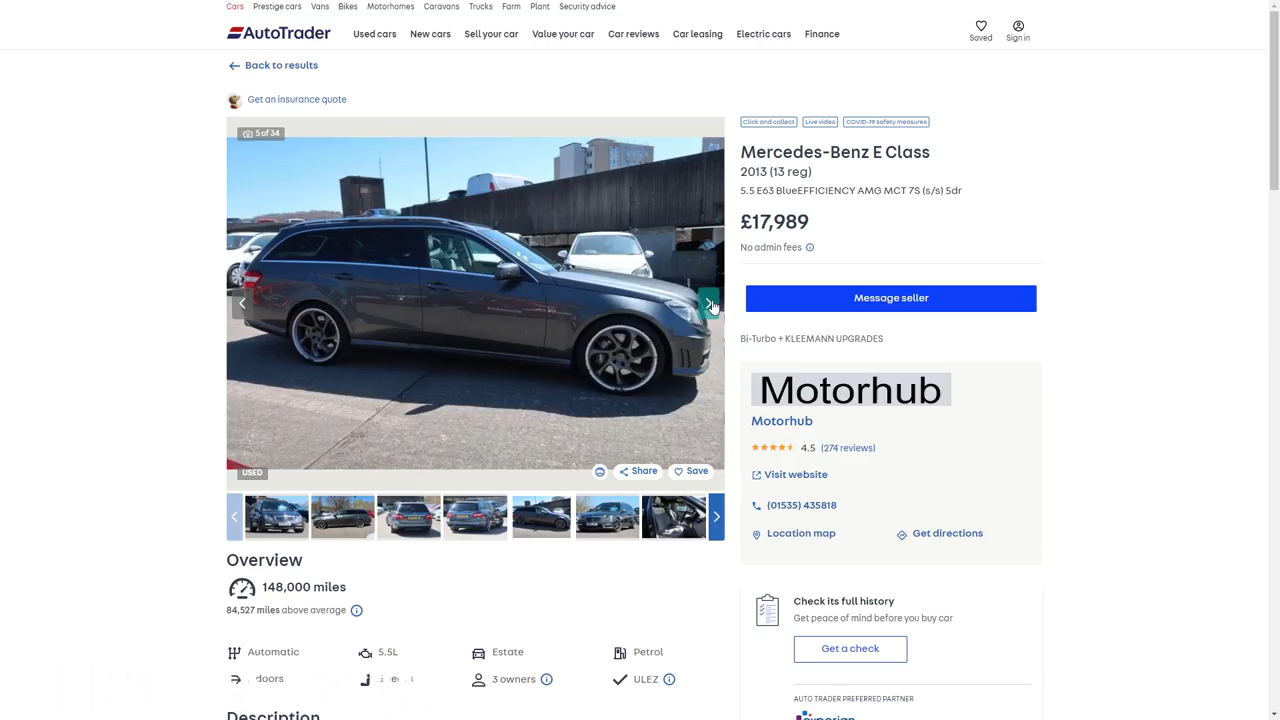 Cars Prestige cars Vans Bikes Motorhomes Caravans Trucks Farm Plant Security advice
AutoTrader Used cars New cars Sell your car Value your car Car reviews Car leasing Electric cars Finance Saved Sign in
Back to results
Get an insurance quote
5 of 34
USED
Share
Save
Click and collect Live video COVID-19 safety measures
Mercedes-Benz E Class
2013 (13 reg)
5.5 E63 BlueEFFICIENCY AMG MCT 7S (s/s) 5dr
£17,989
No admin fees
Message seller
Bi-Turbo + KLEEMANN UPGRADES
Motorhub
Motorhub
4.5 (274 reviews)
Visit website
(01535) 435818
Location map Get directions
Overview
148,000 miles
84,527 miles above average
Automatic 5.5L Estate Petrol
doors 3 owners ULEZ
Description
Check its full history
Get peace of mind before you buy car
Get a check
AUTO TRADER PREFERRED PARTNER
experian